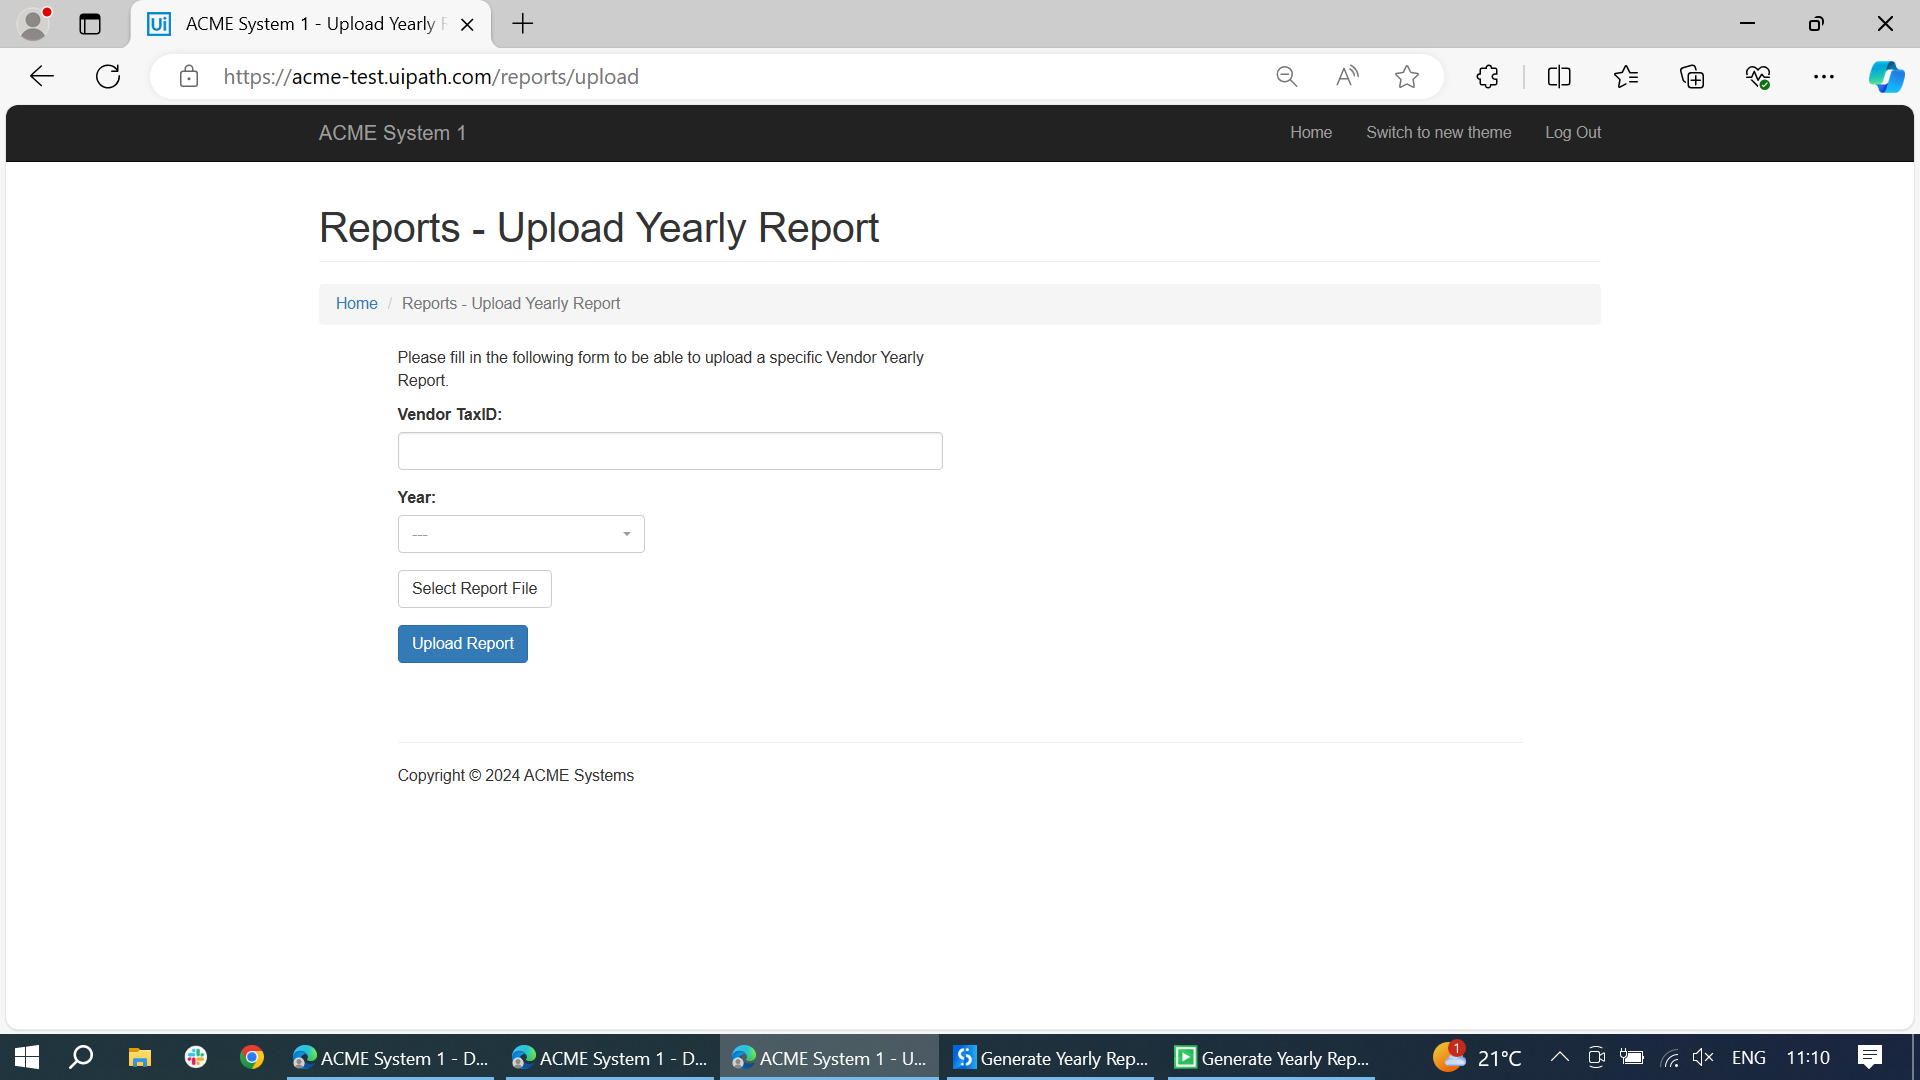 ACME System 1 - Upload Yearly R
https://acme-test.uipath.com/reports/upload
ACME System 1
Home
Switch to new theme
Log Out
Reports - Upload Yearly Report
Home / Reports - Upload Yearly Report
Please fill in the following form to be able to upload a specific Vendor Yearly
Report.
Vendor TaxID:
Year:
---
Select Report File
Upload Report
Copyright © 2024 ACME Systems
ACME System 1 - D...
ACME System 1 - D...
ACME System 1 - U...
Generate Yearly Rep...
Generate Yearly Rep...
1
21°C
ENG
11:10